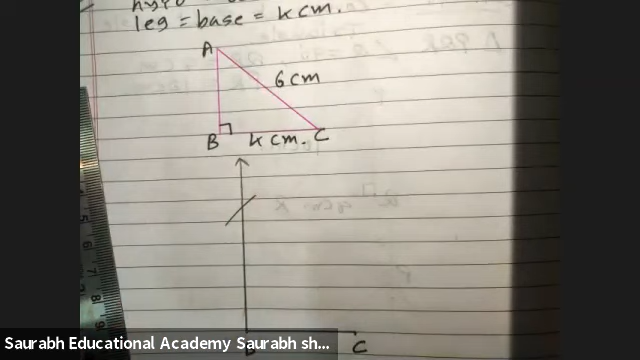 leg = base = 4 cm.
A
6 cm
B 4 cm. C
C
Saurabh Educational Academy Saurabh sh...